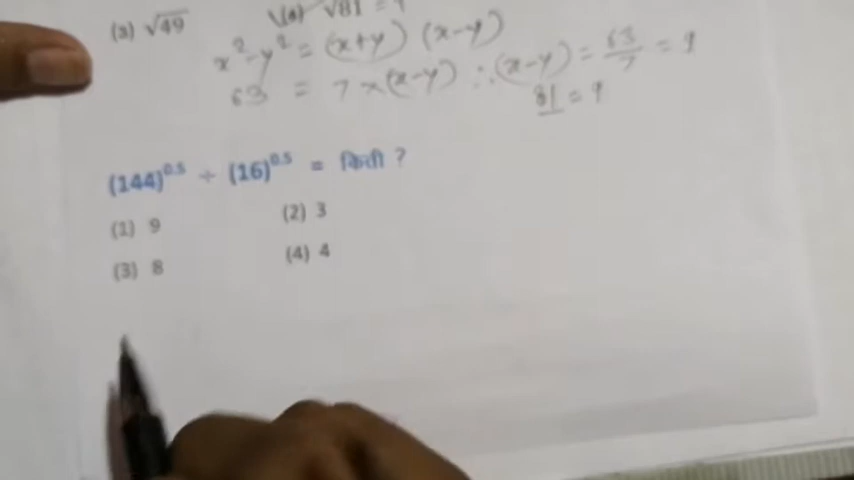 (3) √49 √(4) √81 = 9
x² - y² = (x+y) (x-y)
63 = 7 × (x-y) ∴ (x-y) = 63/7 = 9
81 = 9
(144)^0.5 ÷ (16)^0.5 = किती ?
(1) 9 (2) 3
(3) 8 (4) 4